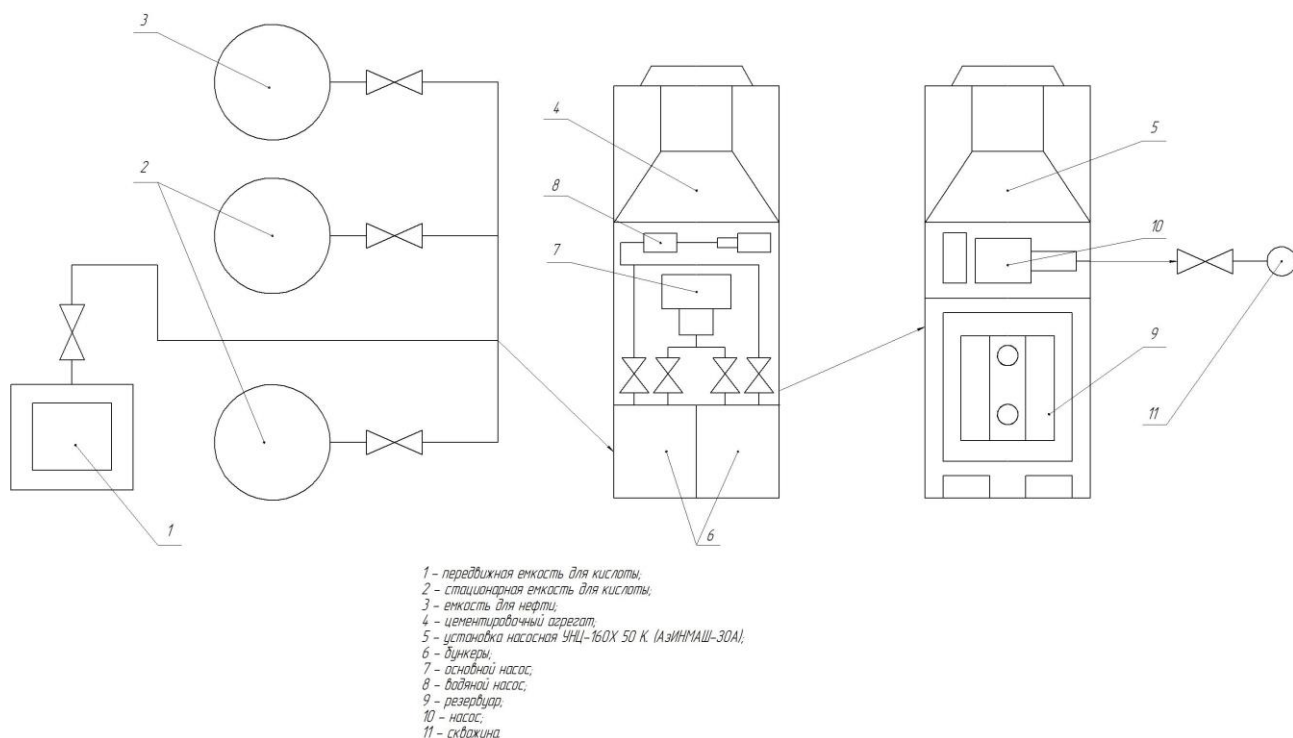 3
4
5
2
8
10
7
9
11
1
6
1 – передвижная емкость для кислоты;
2 – стационарная емкость для кислоты;
3 – емкость для нефти;
4 – цементировочный агрегат;
5 – установка насосная УНЦ-160Х 50 К (АзИНМАШ-30А);
6 – бункеры;
7 – основной насос;
8 – водяной насос;
9 – резервуар;
10 – насос;
11 – скважина.